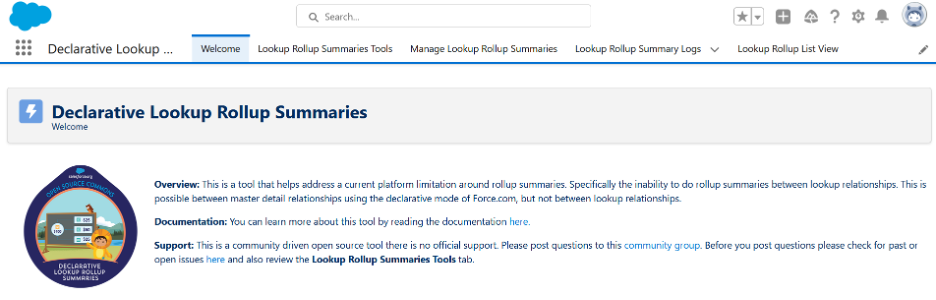 Search...
Declarative Lookup ...
Welcome
Lookup Rollup Summaries Tools
Manage Lookup Rollup Summaries
Lookup Rollup Summary Logs
Lookup Rollup List View
Declarative Lookup Rollup Summaries
Welcome
OPEN SOURCE COMMONS
DECLARATIVE
LOOKUP ROLLUP
SUMMARIES
Overview: This is a tool that helps address a current platform limitation around rollup summaries. Specifically the inability to do rollup summaries between lookup relationships. This is
possible between master detail relationships using the declarative mode of Force.com, but not between lookup relationships.
Documentation: You can learn more about this tool by reading the documentation here.
Support: This is a community driven open source tool there is no official support. Please post questions to this community group. Before you post questions please check for past or
open issues here and also review the Lookup Rollup Summaries Tools tab.